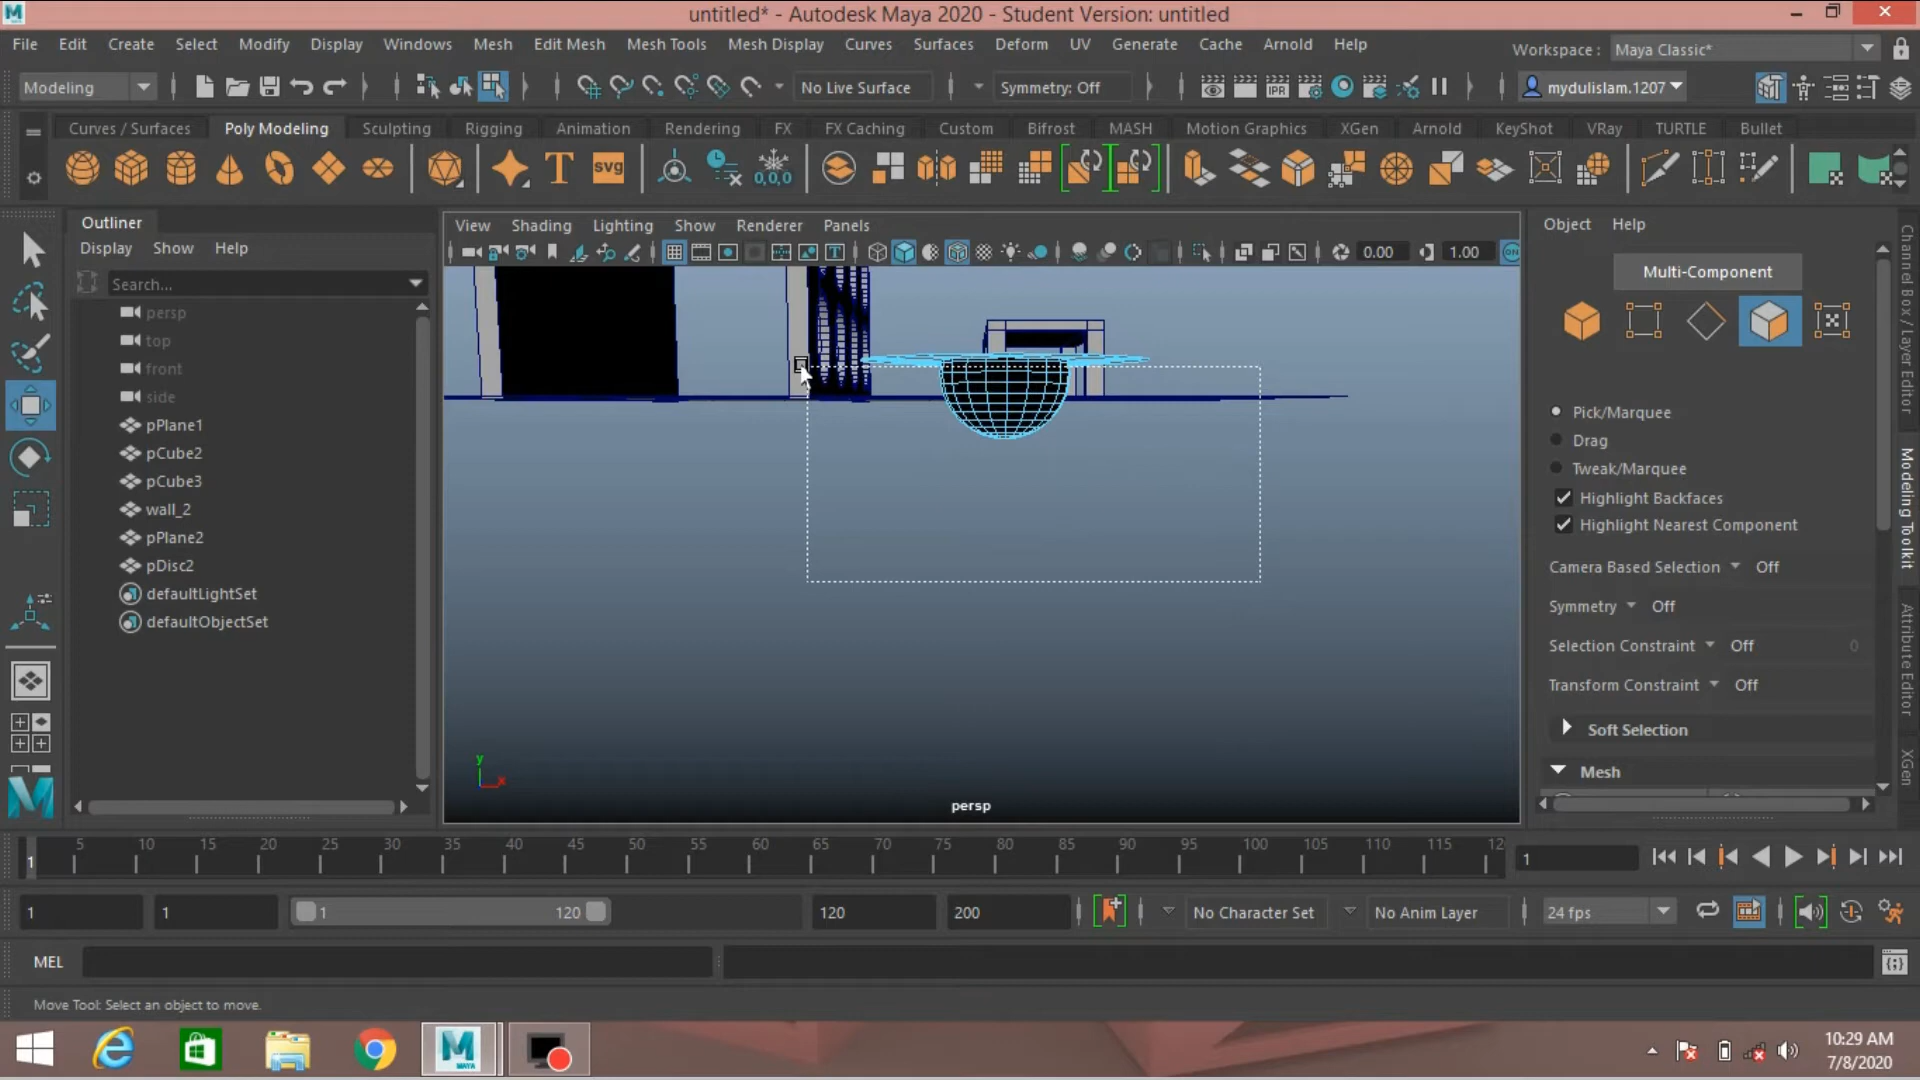 untitled* - Autodesk Maya 2020 - Student Version: untitled
File Edit Create Select Modify Display Windows Mesh Edit Mesh Mesh Tools Mesh Display Curves Surfaces Deform UV Generate Cache Arnold Help
Workspace : Maya Classic*
Modeling No Live Surface Symmetry: Off IPR mydulislam.1207
Curves / Surfaces Poly Modeling Sculpting Rigging Animation Rendering FX FX Caching Custom Bifrost MASH Motion Graphics XGen Arnold KeyShot VRay TURTLE Bullet
T svg 0,0,0
Outliner
Display Show Help
Search...
persp
top
front
side
pPlane1
pCube2
pCube3
wall_2
pPlane2
pDisc2
defaultLightSet
defaultObjectSet
View Shading Lighting Show Renderer Panels
0.00 1.00 ON
y
x
persp
Object Help
Multi-Component
Pick/Marquee
Drag
Tweak/Marquee
Highlight Backfaces
Highlight Nearest Component
Camera Based Selection Off
Symmetry Off
Selection Constraint Off 0
Transform Constraint Off
Soft Selection
Mesh
Channel Box / Layer Editor
Modeling Toolkit
Attribute Editor
XGen
1 5 10 15 20 25 30 35 40 45 50 55 60 65 70 75 80 85 90 95 100 105 110 115 12
1
1 1 1 120 120 200 No Character Set No Anim Layer 24 fps
MEL
Move Tool: Select an object to move.
MAYA
10:29 AM
7/8/2020